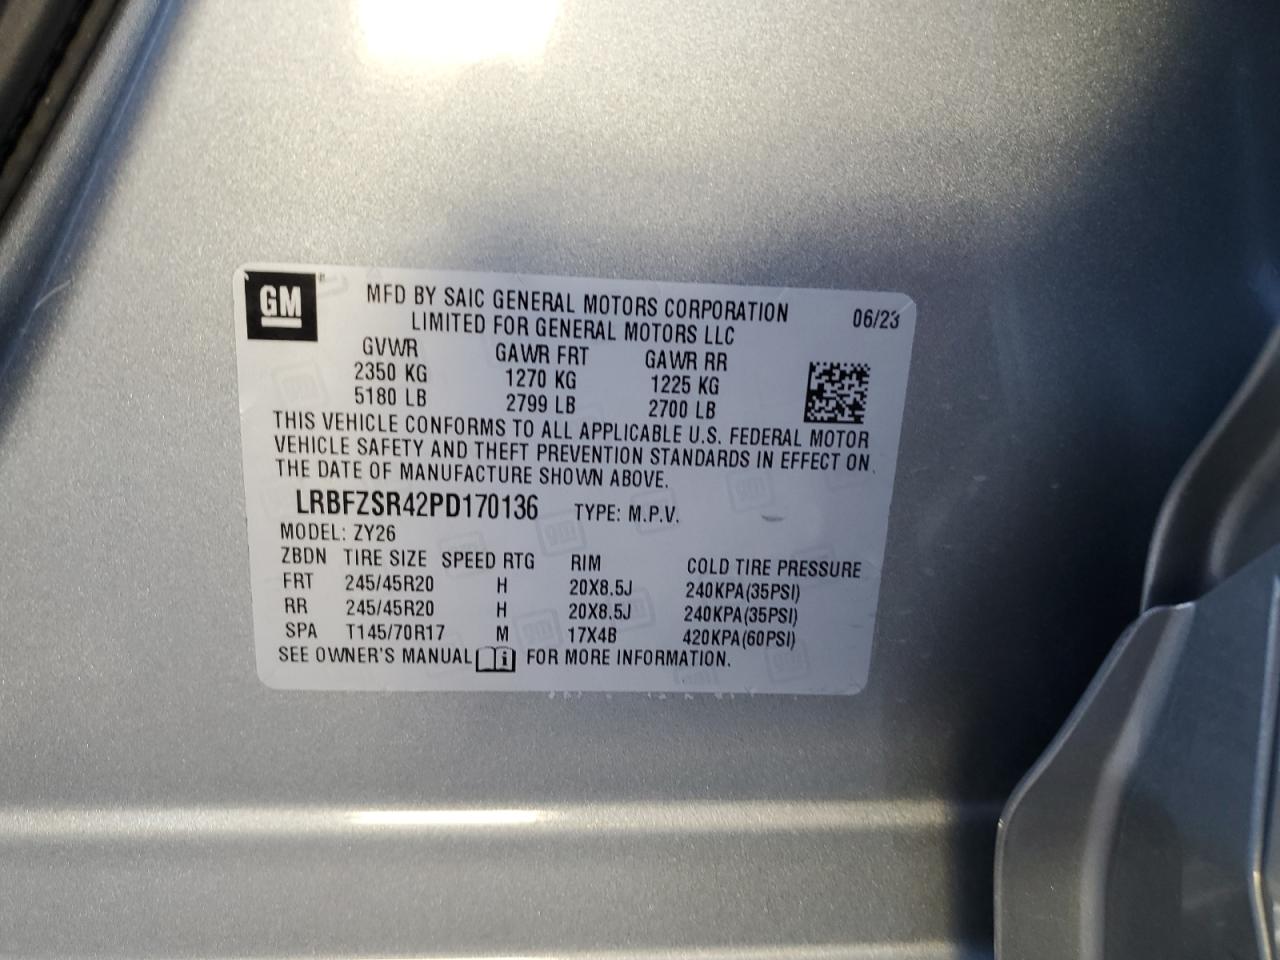 GM
MFD BY SAIC GENERAL MOTORS CORPORATION
LIMITED FOR GENERAL MOTORS LLC
06/23
GVWR GAWR FRT GAWR RR
2350 KG 1270 KG 1225 KG
5180 LB 2799 LB 2700 LB
THIS VEHICLE CONFORMS TO ALL APPLICABLE U.S. FEDERAL MOTOR
VEHICLE SAFETY AND THEFT PREVENTION STANDARDS IN EFFECT ON
THE DATE OF MANUFACTURE SHOWN ABOVE.
LRBFZSR42PD170136 TYPE: M.P.V.
MODEL: ZY26
ZBDN TIRE SIZE SPEED RTG RIM COLD TIRE PRESSURE
FRT 245/45R20 H 20X8.5J 240KPA(35PSI)
RR 245/45R20 H 20X8.5J 240KPA(35PSI)
SPA T145/70R17 M 17X4B 420KPA(60PSI)
SEE OWNER'S MANUAL i FOR MORE INFORMATION.